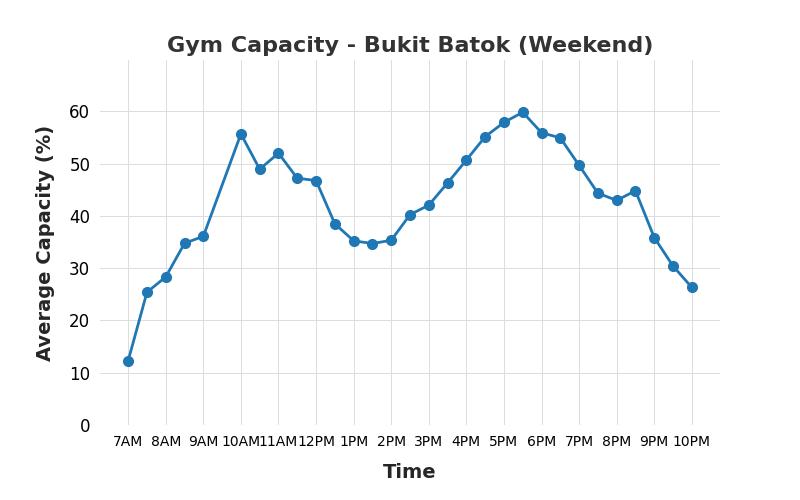 Gym Capacity - Bukit Batok (Weekend)
60
50
40
30
20
10
0
Average Capacity (%)
7AM 8AM 9AM 10AM 11AM 12PM 1PM 2PM 3PM 4PM 5PM 6PM 7PM 8PM 9PM 10PM
Time